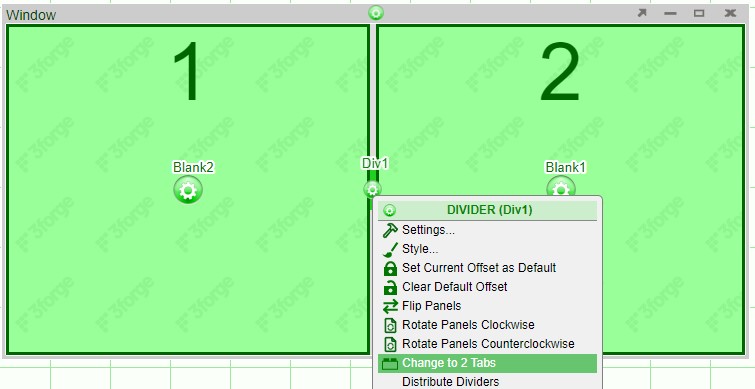 Window
1
2
Blank2
Div1
Blank1
DIVIDER (Div1)
Settings...
Style...
Set Current Offset as Default
Clear Default Offset
Flip Panels
Rotate Panels Clockwise
Rotate Panels Counterclockwise
Change to 2 Tabs
Distribute Dividers
3forge